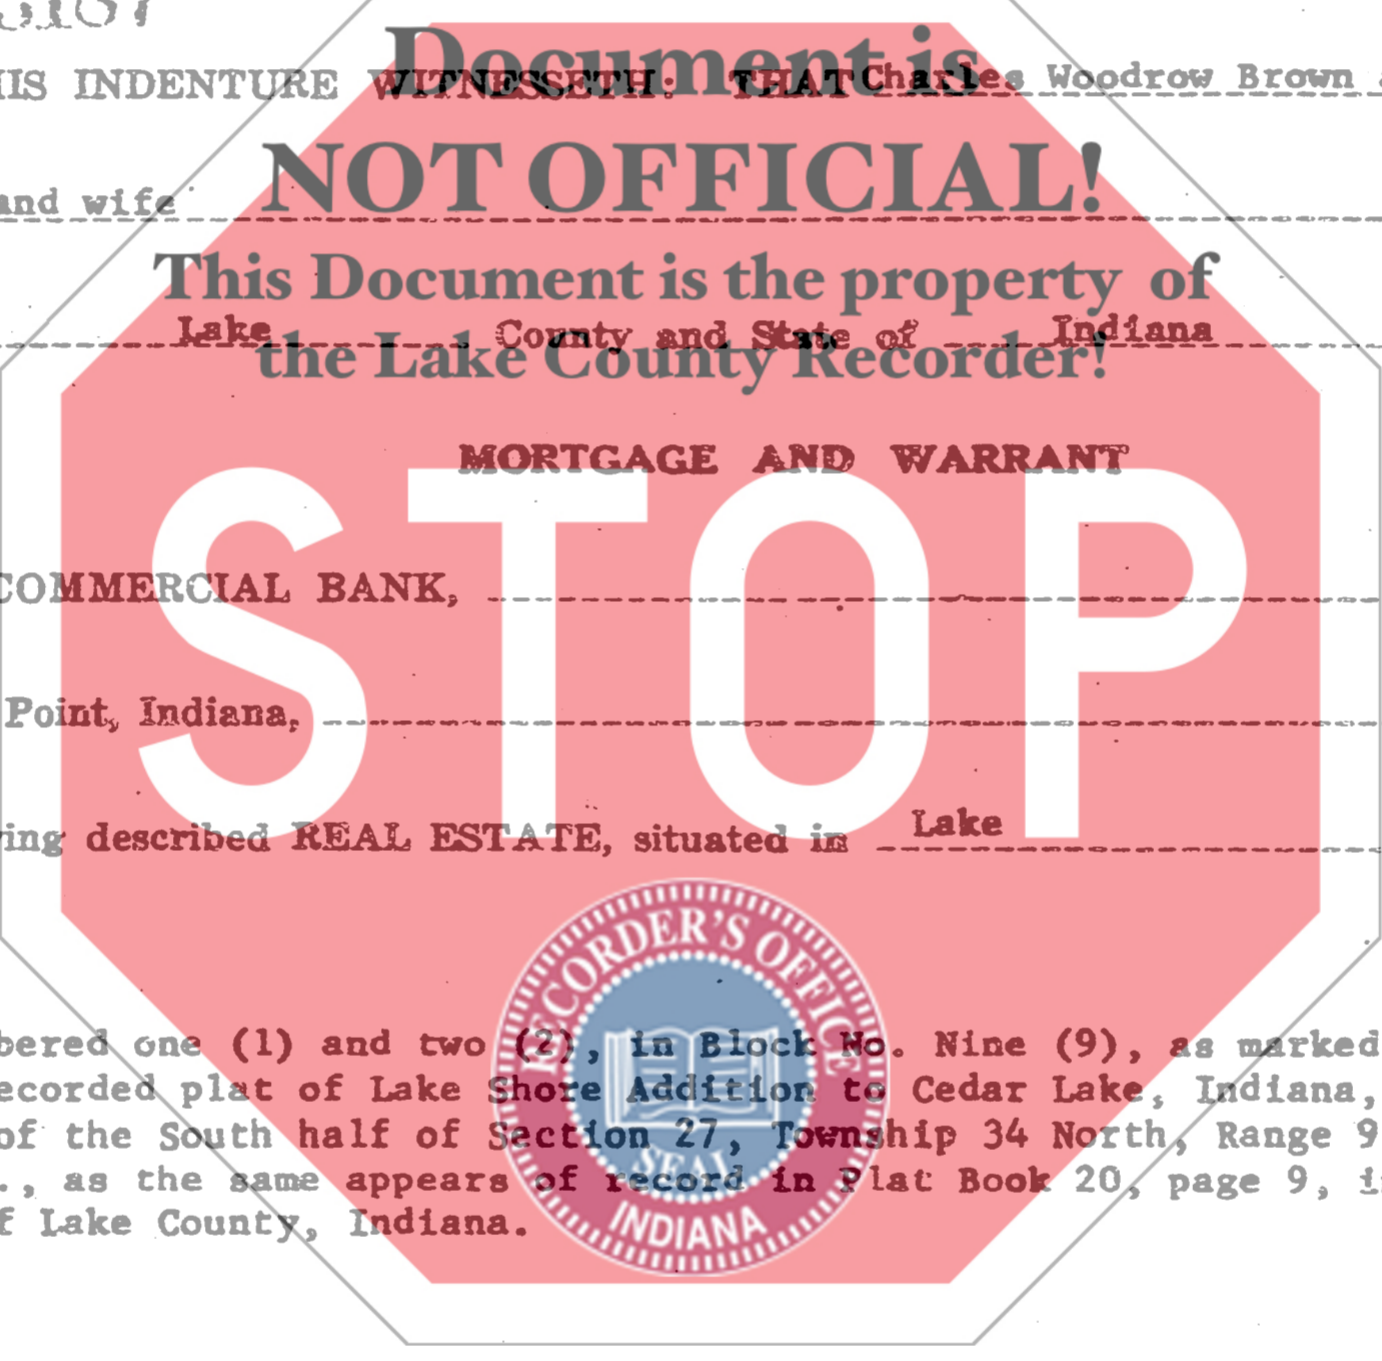 Document is
HIS INDENTURE WITNESSETH: THAT Charles Woodrow Brown
NOT OFFICIAL!
and wife
This Document is the property of
Lake County and State of Indiana
the Lake County Recorder!
MORTGAGE AND WARRANT
STOP
COMMERCIAL BANK,
Point, Indiana,
ving described REAL ESTATE, situated in Lake
RECORDER'S OFFICE
bered one (1) and two (2), in Block No. Nine (9), as marked
ecorded plat of Lake Shore Addition to Cedar Lake, Indiana,
of the South half of Section 27, Township 34 North, Range 9
SEAL
., as the same appears of record in Plat Book 20, page 9, i
f Lake County, Indiana.
INDIANA